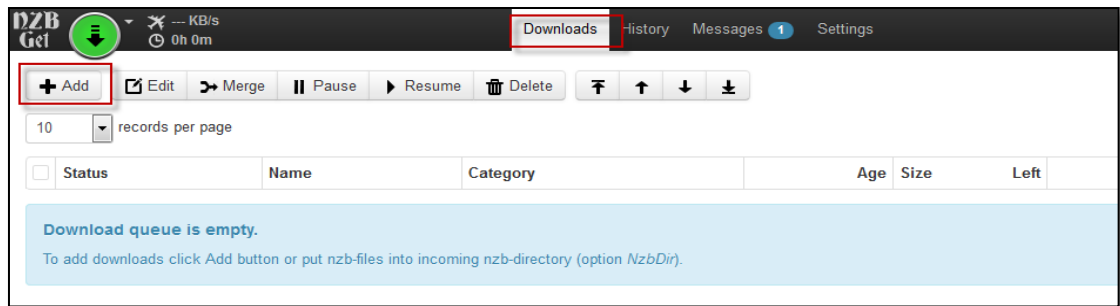 NZB --- KB/s
Get 0h 0m
Downloads History Messages 1 Settings
Add Edit Merge Pause Resume Delete
10 records per page
Status Name Category Age Size Left
Download queue is empty.
To add downloads click Add button or put nzb-files into incoming nzb-directory (option NzbDir).